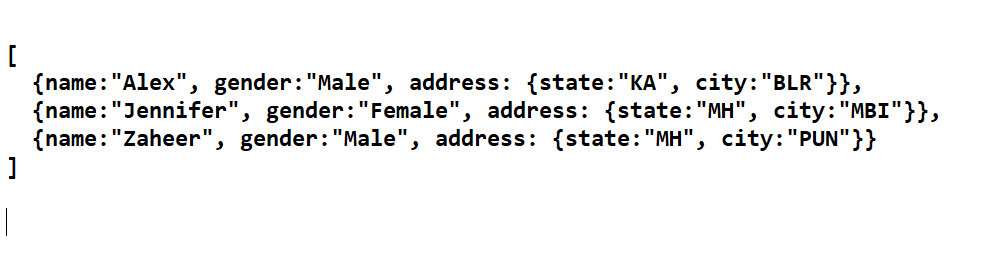 [
  {name:"Alex", gender:"Male", address: {state:"KA", city:"BLR"}},
  {name:"Jennifer", gender:"Female", address: {state:"MH", city:"MBI"}},
  {name:"Zaheer", gender:"Male", address: {state:"MH", city:"PUN"}}
]